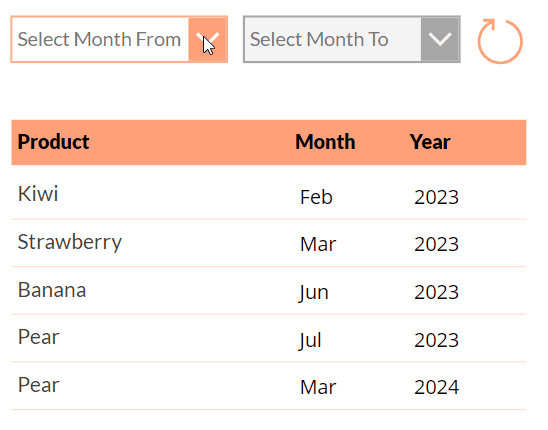 Select Month From Select Month To
Product Month Year
Kiwi Feb 2023
Strawberry Mar 2023
Banana Jun 2023
Pear Jul 2023
Pear Mar 2024